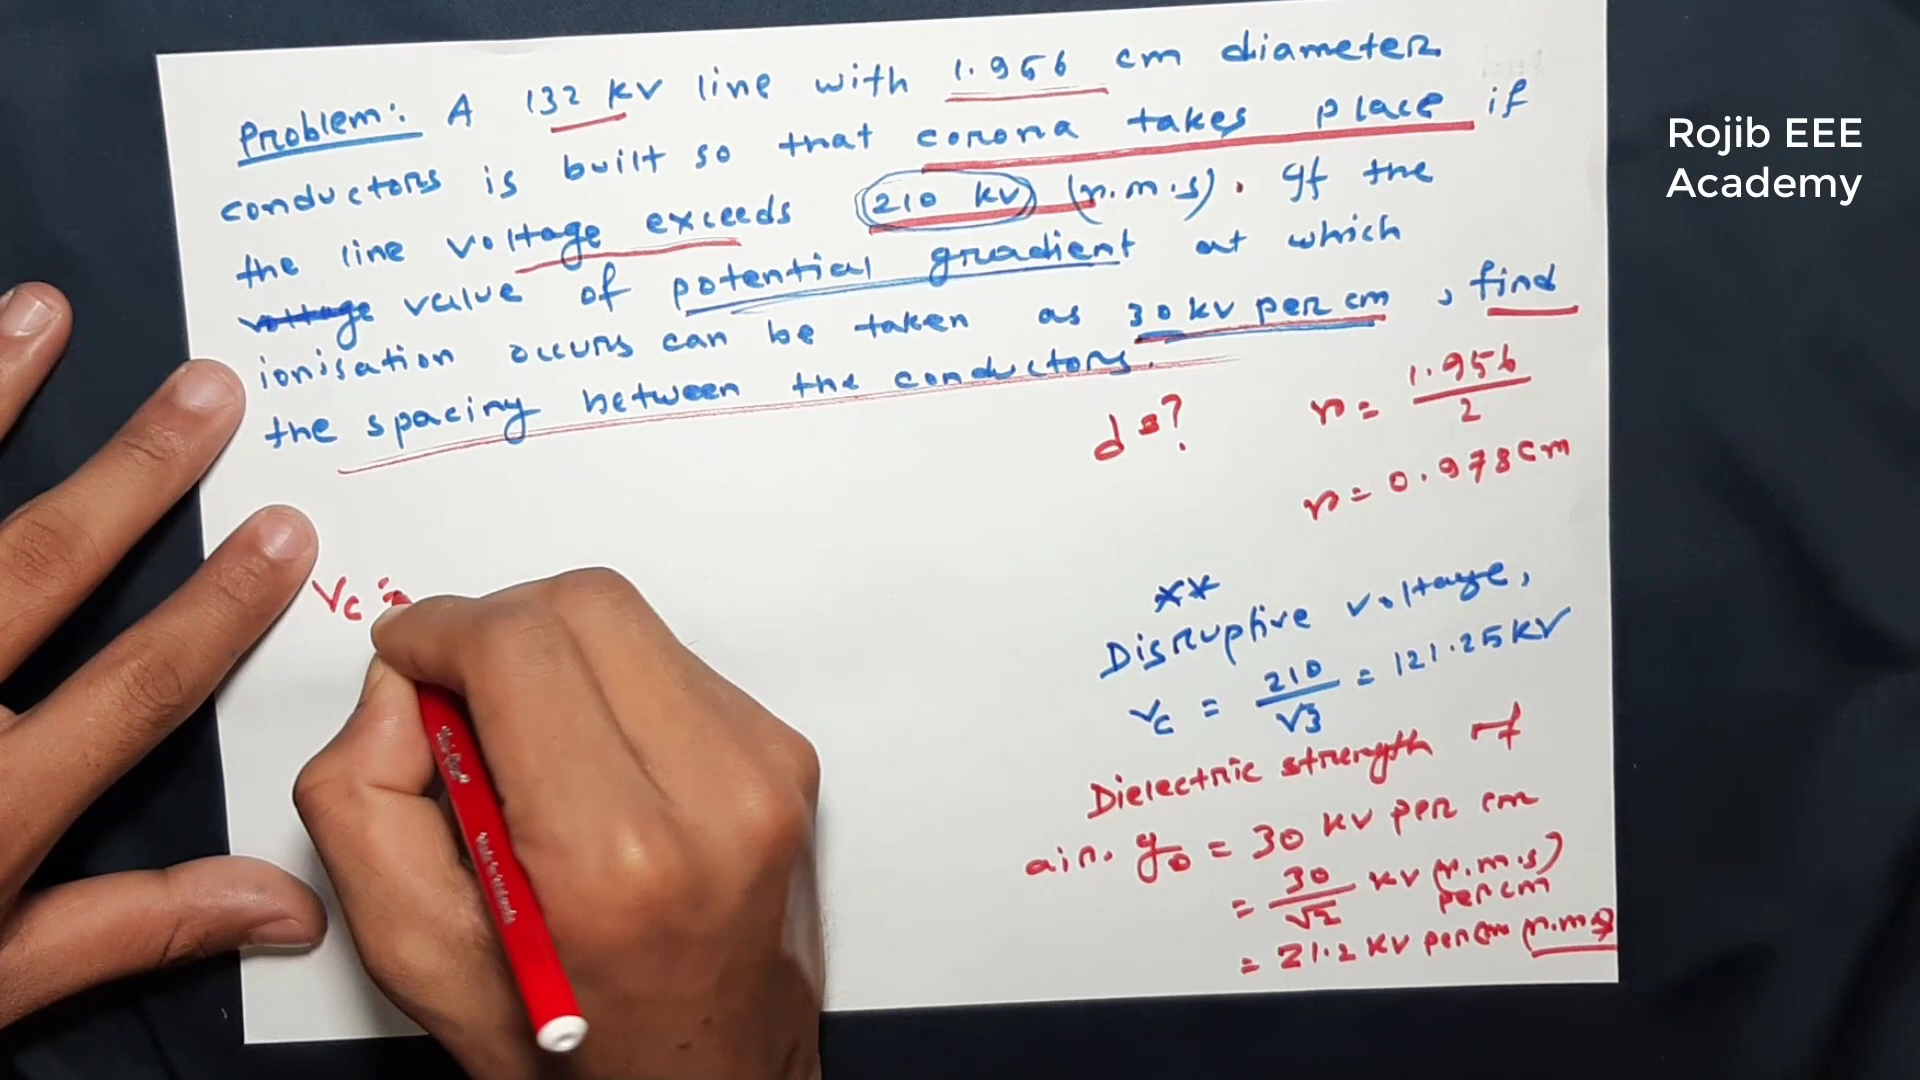 Problem: A 132 kV line with 1.956 cm diameter
conductors is built so that corona takes place if
the line voltage exceeds 210 kV (r.m.s). If the
value of potential gradient at which
ionisation occurs can be taken as 30 kV per cm, find
the spacing between the conductors.
d = ?
r = 1.956/2
r = 0.978 cm
Vc =
**
Disruptive voltage,
Vc = 210/√3 = 121.25 kV
Dielectric strength of
air. g0 = 30 kV per cm
= 30/√2 kV (r.m.s) per cm
= 21.2 kV per cm (r.m.s)
Rojib EEE
Academy